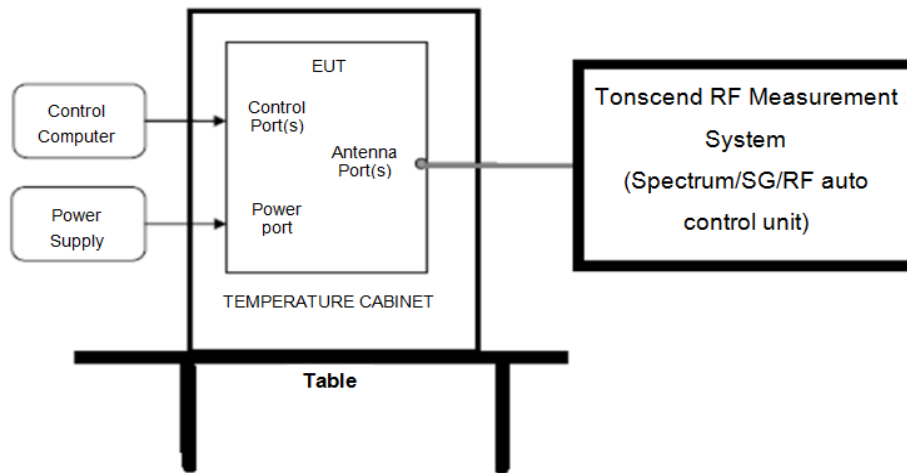 EUT
Control
Computer
Control
Port(s)
Antenna
Port(s)
Power
Supply
Power
port
TEMPERATURE CABINET
Table
Tonscend RF Measurement
System
(Spectrum/SG/RF auto
control unit)